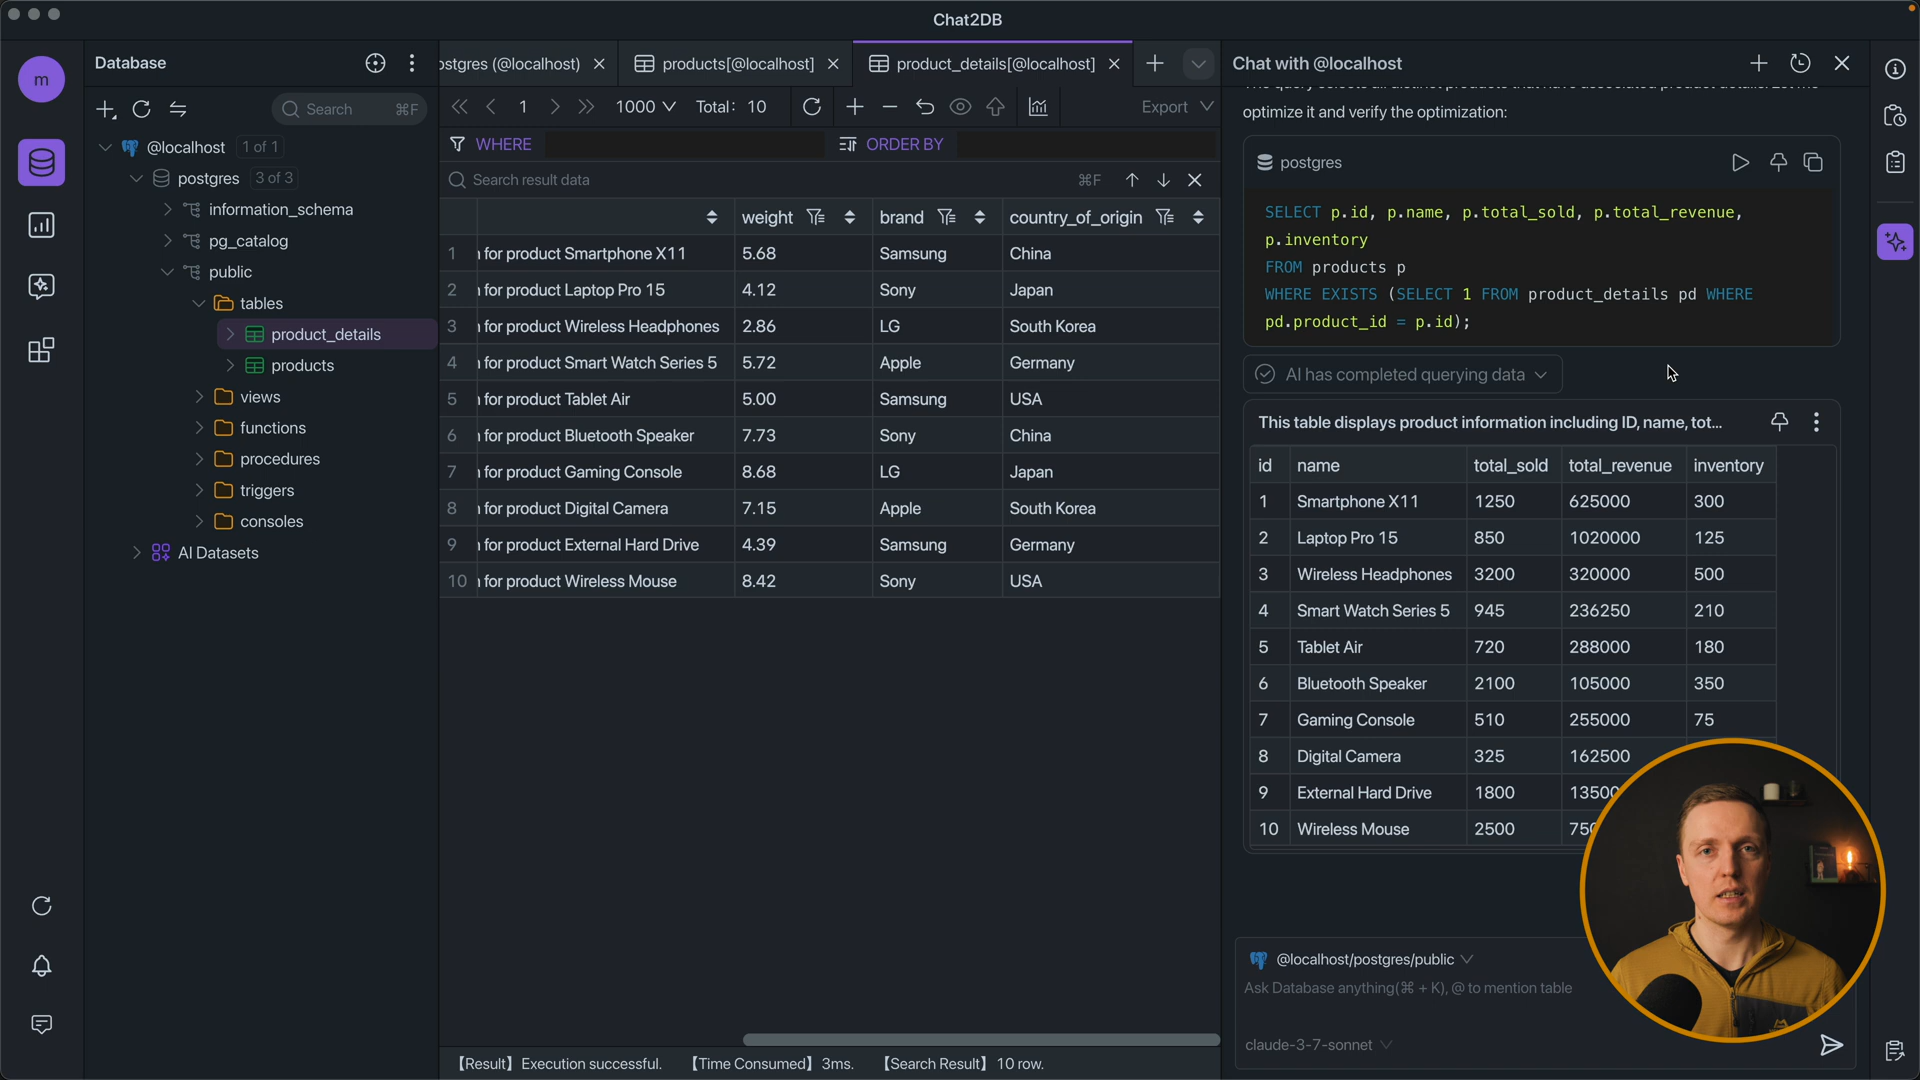 Chat2DB
m
Database
Search ⌘F
@localhost 1 of 1
postgres 3 of 3
information_schema
pg_catalog
public
tables
product_details
products
views
functions
procedures
triggers
consoles
AI Datasets
ostgres (@localhost)
products[@localhost]
product_details[@localhost]
1 1000 Total: 10
Export
WHERE
ORDER BY
Search result data ⌘F
weight brand country_of_origin
1 for product Smartphone X11 5.68 Samsung China
2 for product Laptop Pro 15 4.12 Sony Japan
3 for product Wireless Headphones 2.86 LG South Korea
4 for product Smart Watch Series 5 5.72 Apple Germany
5 for product Tablet Air 5.00 Samsung USA
6 for product Bluetooth Speaker 7.73 Sony China
7 for product Gaming Console 8.68 LG Japan
8 for product Digital Camera 7.15 Apple South Korea
9 for product External Hard Drive 4.39 Samsung Germany
10 for product Wireless Mouse 8.42 Sony USA
【Result】Execution successful. 【Time Consumed】3ms. 【Search Result】10 row.
Chat with @localhost
optimize it and verify the optimization:
postgres
SELECT p.id, p.name, p.total_sold, p.total_revenue,
p.inventory
FROM products p
WHERE EXISTS (SELECT 1 FROM product_details pd WHERE
pd.product_id = p.id);
AI has completed querying data
This table displays product information including ID, name, tot...
id name total_sold total_revenue inventory
1 Smartphone X11 1250 625000 300
2 Laptop Pro 15 850 1020000 125
3 Wireless Headphones 3200 320000 500
4 Smart Watch Series 5 945 236250 210
5 Tablet Air 720 288000 180
6 Bluetooth Speaker 2100 105000 350
7 Gaming Console 510 255000 75
8 Digital Camera 325 162500
9 External Hard Drive 1800 13500
10 Wireless Mouse 2500 750
@localhost/postgres/public
Ask Database anything(⌘ + K), @ to mention table
claude-3-7-sonnet